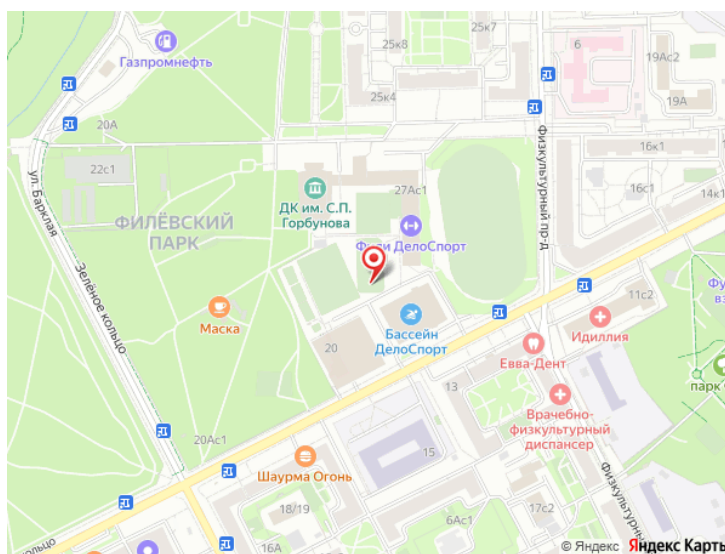 25к7
25к8
6
19Ас2
Газпромнефть
25к4
19А
20А
Физкультурный пр-д
16к1
22с1
ул. Барклая
27Ас1
16с1
14к1
ДК им. С.П.
Горбунова
ФИЛЁВСКИЙ
ПАРК
Фили ДелоСпорт
Зелёное кольцо
11с2
Маска
Бассейн
ДелоСпорт
Идиллия
20
Евва-Дент
парк
13
Врачебно-
физкультурный
диспансер
20Ас1
15
Шаурма Огонь
Физкультурны
18/19
17с2
6Ас1
16А
кольцо
© Яндекс Яндекс Карты